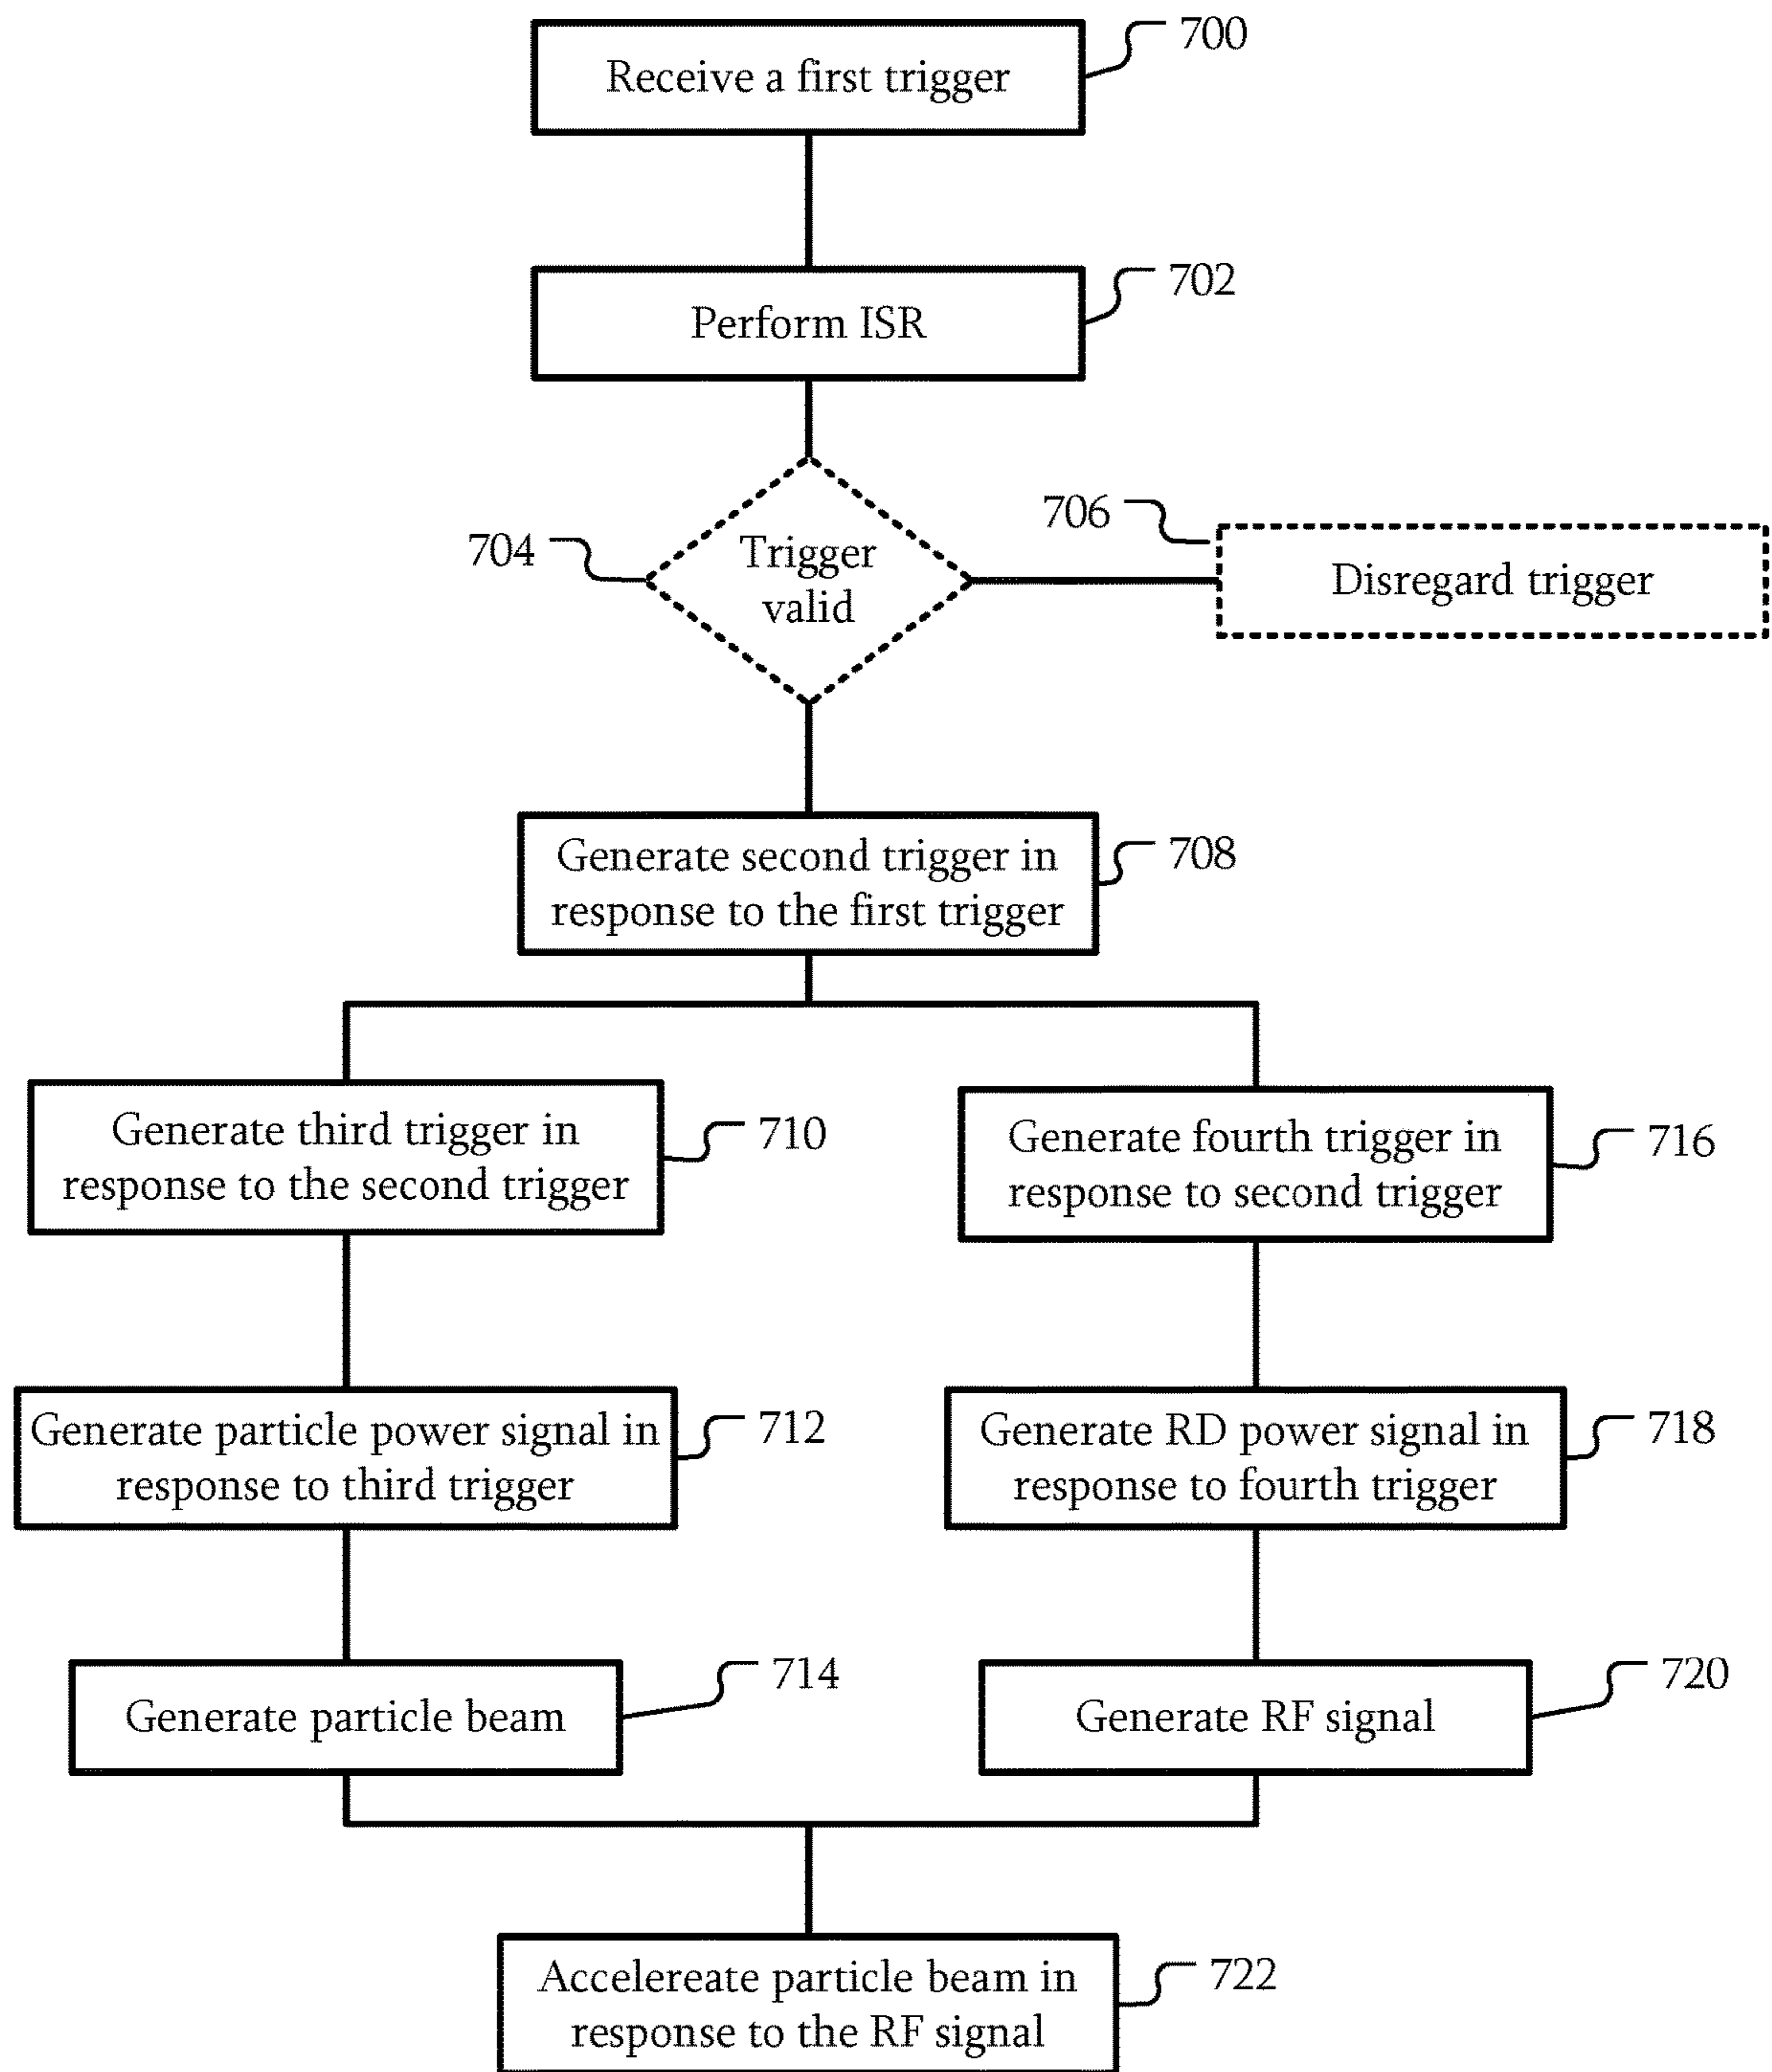 700
Receive a first trigger
702
Perform ISR
704
Trigger
valid
706
Disregard trigger
708
Generate second trigger in
response to the first trigger
710
Generate third trigger in
response to the second trigger
716
Generate fourth trigger in
response to second trigger
712
Generate particle power signal in
response to third trigger
718
Generate RD power signal in
response to fourth trigger
714
Generate particle beam
720
Generate RF signal
722
Accelereate particle beam in
response to the RF signal